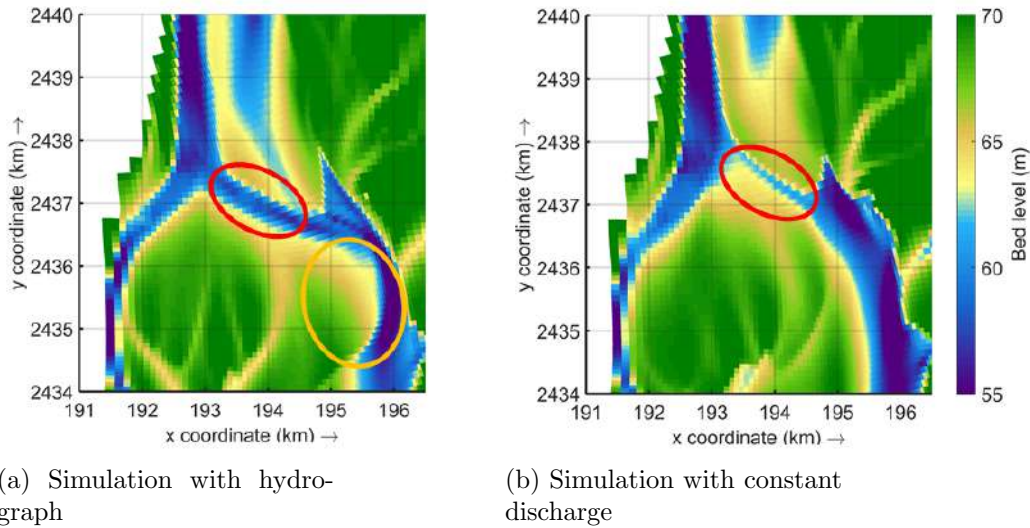 2440
2439
2438
2437
2436
2435
2434
y coordinate (km) →
191 192 193 194 195 196
x coordinate (km) →
2440
2439
2438
2437
2436
2435
2434
y coordinate (km) →
191 192 193 194 195 196
x coordinate (km) →
70
65
60
55
Bed level (m)
(a) Simulation with hydro-
graph
(b) Simulation with constant
discharge